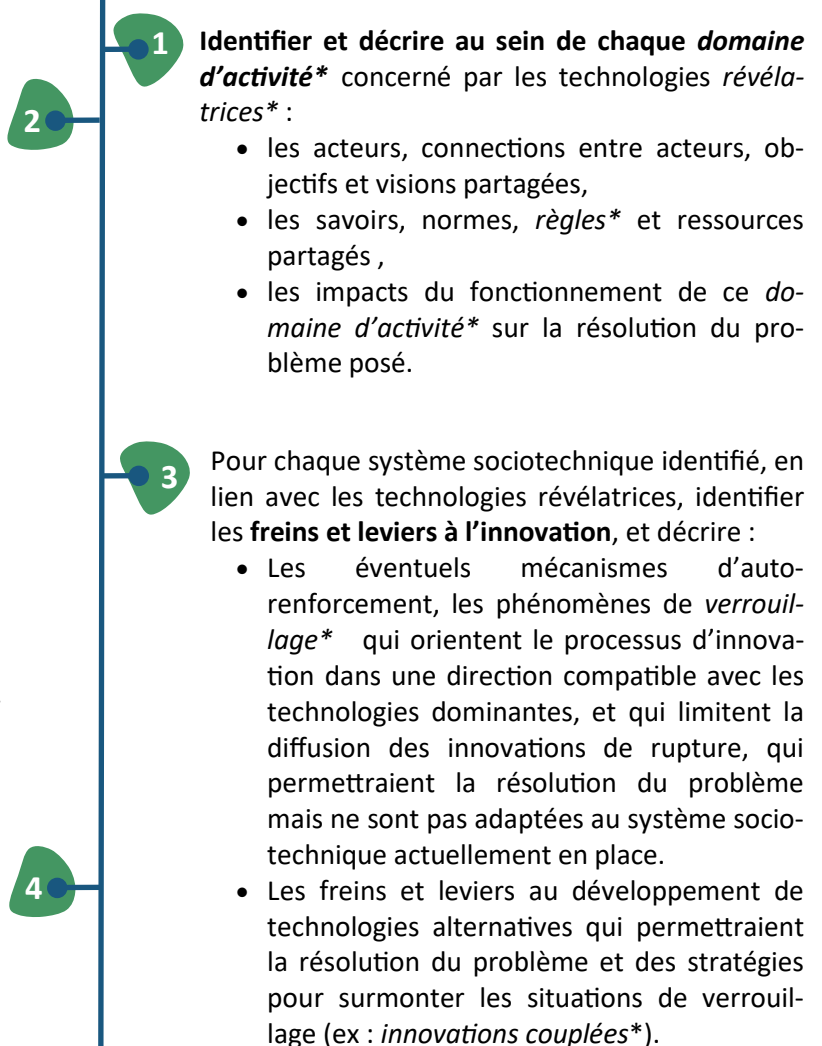 1
Identifier et décrire au sein de chaque domaine
d'activité* concerné par les technologies révéla-
trices* :
2
• les acteurs, connections entre acteurs, ob-
jectifs et visions partagées,
• les savoirs, normes, règles* et ressources
partagés ,
• les impacts du fonctionnement de ce do-
maine d'activité* sur la résolution du pro-
blème posé.
3
Pour chaque système sociotechnique identifié, en
lien avec les technologies révélatrices, identifier
les freins et leviers à l'innovation, et décrire :
• Les éventuels mécanismes d'auto-
renforcement, les phénomènes de verrouil-
lage* qui orientent le processus d'innova-
tion dans une direction compatible avec les
technologies dominantes, et qui limitent la
diffusion des innovations de rupture, qui
permettraient la résolution du problème
mais ne sont pas adaptées au système socio-
technique actuellement en place.
4
• Les freins et leviers au développement de
technologies alternatives qui permettraient
la résolution du problème et des stratégies
pour surmonter les situations de verrouil-
lage (ex : innovations couplées*).